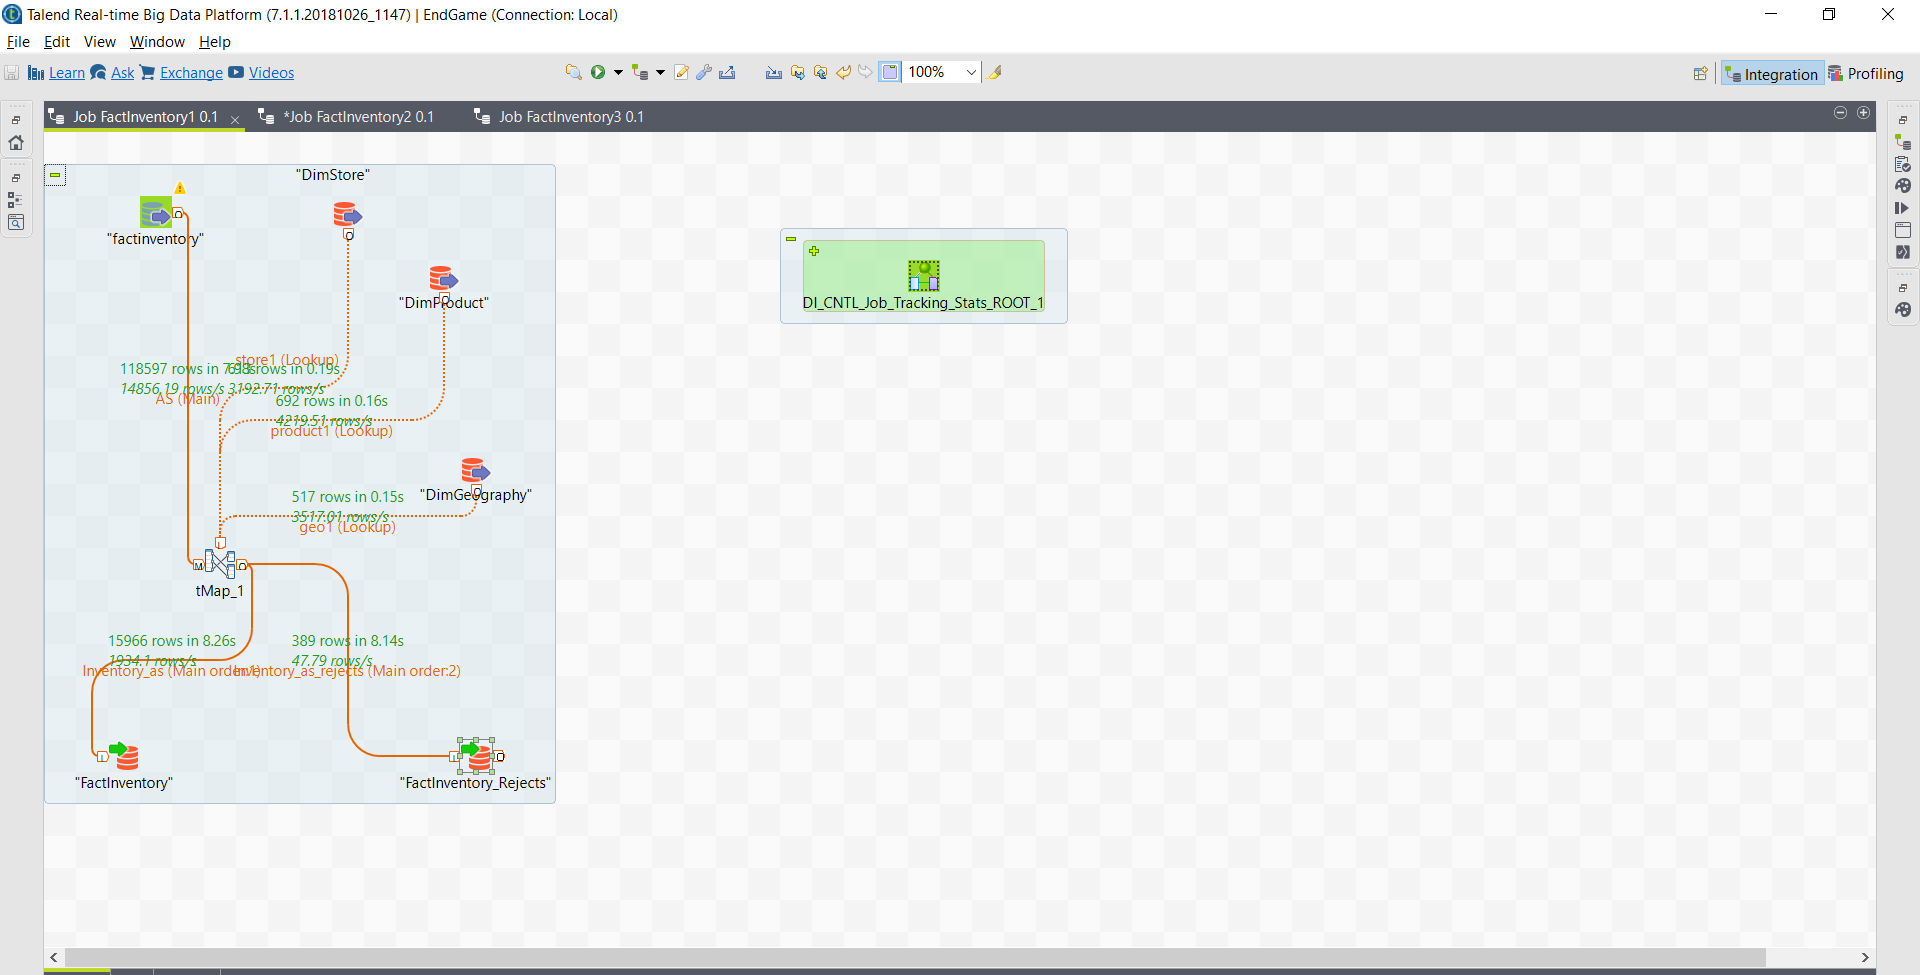 Talend Real-time Big Data Platform (7.1.1.20181026_1147) | EndGame (Connection: Local)
File Edit View Window Help
Learn Ask Exchange Videos 100% Integration Profiling
Job FactInventory1 0.1 *Job FactInventory2 0.1 Job FactInventory3 0.1
"DimStore"
"factinventory"
"DimProduct"
DI_CNTL_Job_Tracking_Stats_ROOT_1
store1 (Lookup)
118597 rows in
rows in 0.19s
14856.19 rows/s 3192.71 rows/s
AS (Main)
692 rows in 0.16s
4219.51 rows/s
product1 (Lookup)
517 rows in 0.15s
"DimGeography"
3517.01 rows/s
geo1 (Lookup)
tMap_1
15966 rows in 8.26s
389 rows in 8.14s
1934.1 rows/s
47.79 rows/s
Inventory_as (Main order:1)
Inventory_as_rejects (Main order:2)
"FactInventory"
"FactInventory_Rejects"